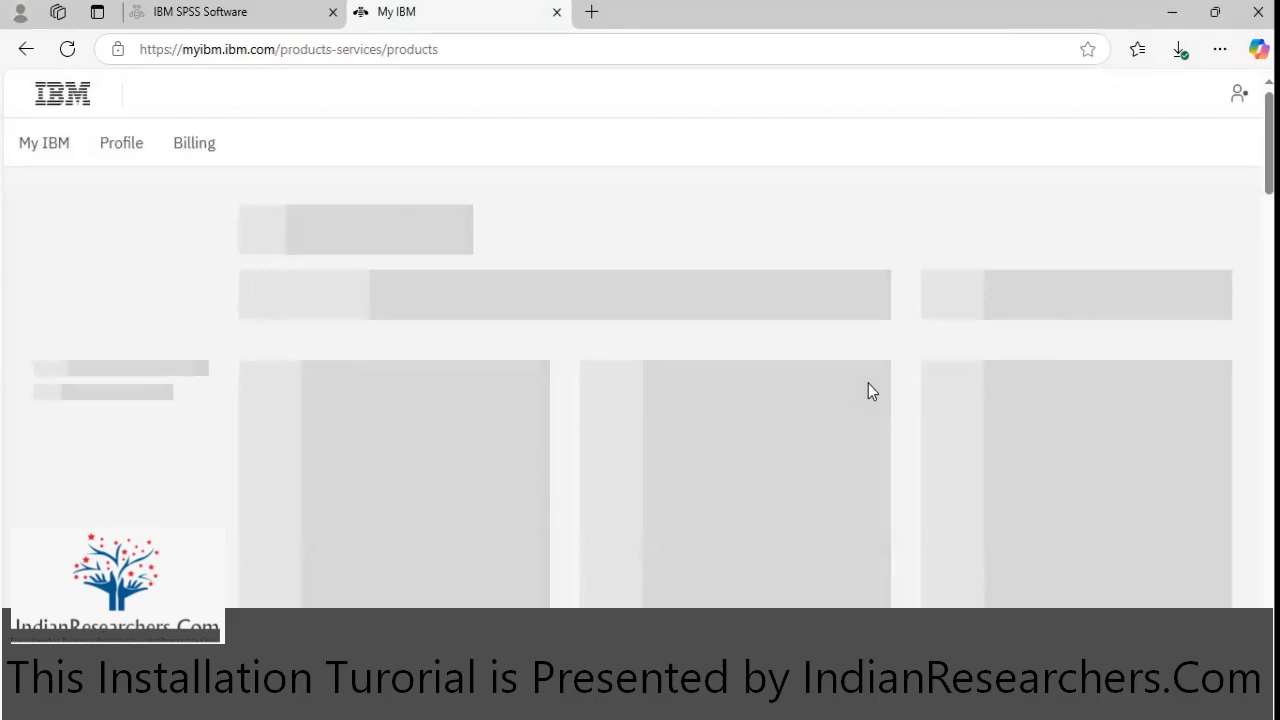 IBM SPSS Software
My IBM
https://myibm.ibm.com/products-services/products
IBM
My IBM Profile Billing
IndianResearchers.Com
This Installation Turorial is Presented by IndianResearchers.Com